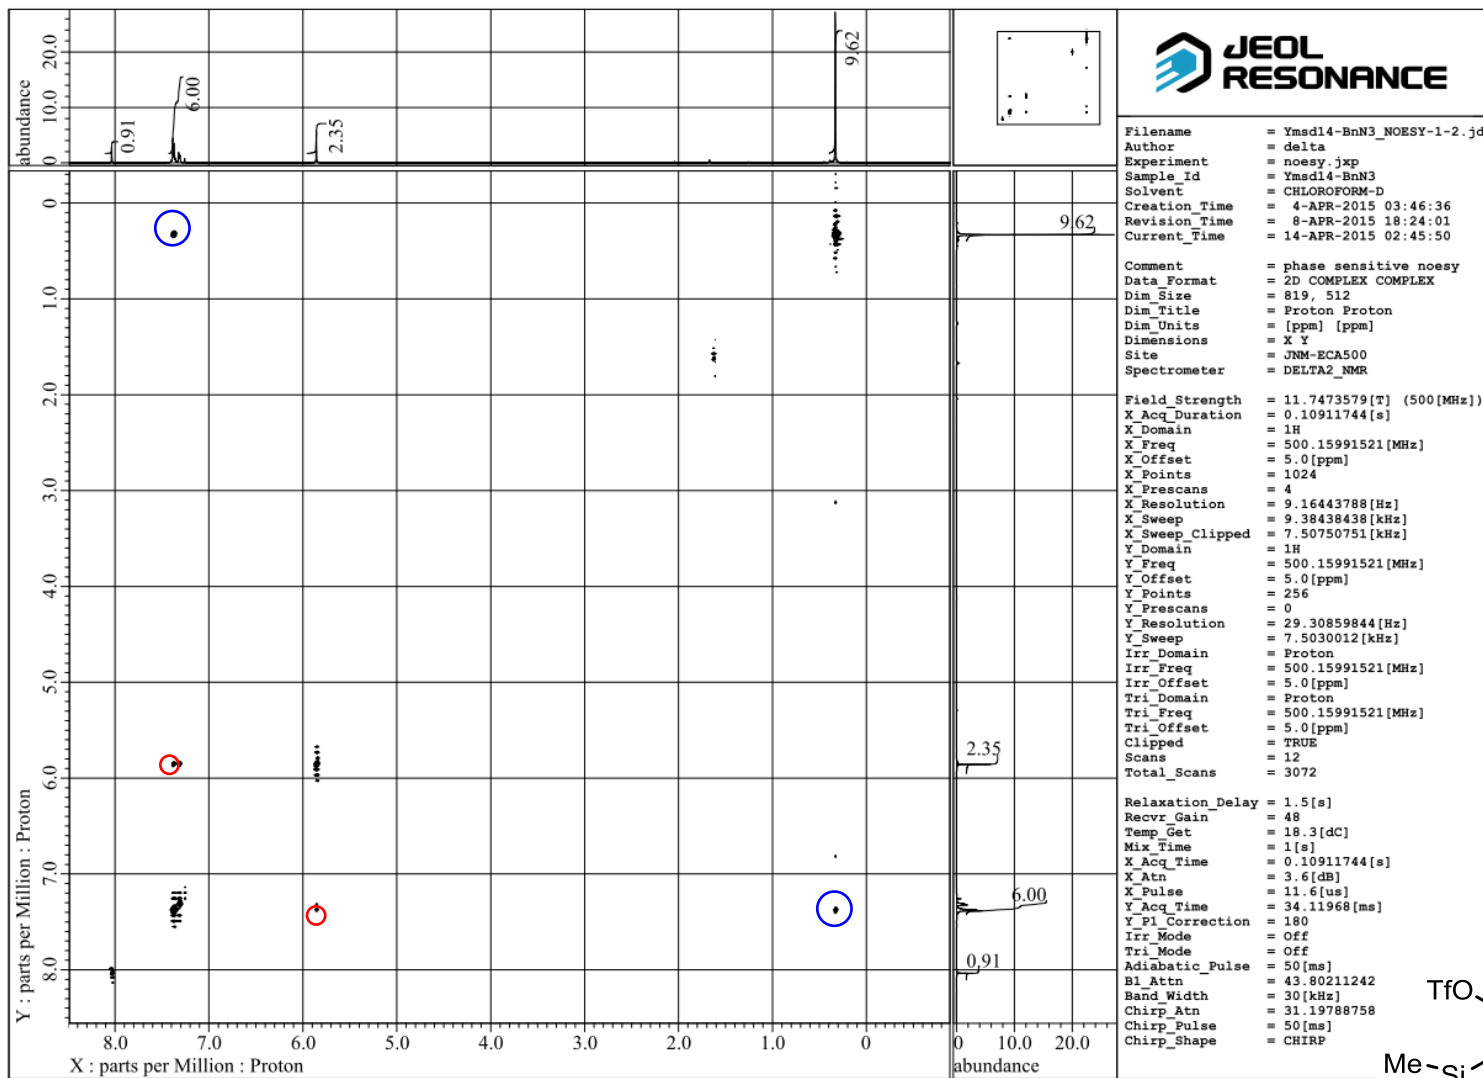 JEOL
RESONANCE
abundance
0 10.0 20.0
0.91
6.00
2.35
9.62
Filename = Ymsd14-BnN3_NOESY-1-2.jd
Author = delta
Experiment = noesy.jxp
Sample_Id = Ymsd14-BnN3
Solvent = CHLOROFORM-D
Creation_Time = 4-APR-2015 03:46:36
Revision_Time = 8-APR-2015 18:24:01
Current_Time = 14-APR-2015 02:45:50
Comment = phase sensitive noesy
Data_Format = 2D COMPLEX COMPLEX
Dim_Size = 819, 512
Dim_Title = Proton Proton
Dim_Units = [ppm] [ppm]
Dimensions = X Y
Site = JNM-ECA500
Spectrometer = DELTA2_NMR
Field_Strength = 11.7473579[T] (500[MHz])
X_Acq_Duration = 0.10911744[s]
X_Domain = 1H
X_Freq = 500.15991521[MHz]
X_Offset = 5.0[ppm]
X_Points = 1024
X_Prescans = 4
X_Resolution = 9.16443788[Hz]
X_Sweep = 9.38438438[kHz]
X_Sweep_Clipped = 7.50750751[kHz]
Y_Domain = 1H
Y_Freq = 500.15991521[MHz]
Y_Offset = 5.0[ppm]
Y_Points = 256
Y_Prescans = 0
Y_Resolution = 29.30859844[Hz]
Y_Sweep = 7.5030012[kHz]
Irr_Domain = Proton
Irr_Freq = 500.15991521[MHz]
Irr_Offset = 5.0[ppm]
Tri_Domain = Proton
Tri_Freq = 500.15991521[MHz]
Tri_Offset = 5.0[ppm]
Clipped = TRUE
Scans = 12
Total_Scans = 3072
Relaxation_Delay = 1.5[s]
Recvr_Gain = 48
Temp_Get = 18.3[dC]
Mix_Time = 1[s]
X_Acq_Time = 0.10911744[s]
X_Atn = 3.6[dB]
X_Pulse = 11.6[us]
Y_Acq_Time = 34.11968[ms]
Y_P1_Correction = 180
Irr_Mode = Off
Tri_Mode = Off
Adiabatic_Pulse = 50[ms]
B1_Attn = 43.80211242
Band_Width = 30[kHz]
Chirp_Atn = 31.19788758
Chirp_Pulse = 50[ms]
Chirp_Shape = CHIRP
9.62
2.35
6.00
0.91
0 1.0 2.0 3.0 4.0 5.0 6.0 7.0 8.0
Y : parts per Million : Proton
8.0 7.0 6.0 5.0 4.0 3.0 2.0 1.0 0
X : parts per Million : Proton
0 10.0 20.0
abundance
TfO
Me Si